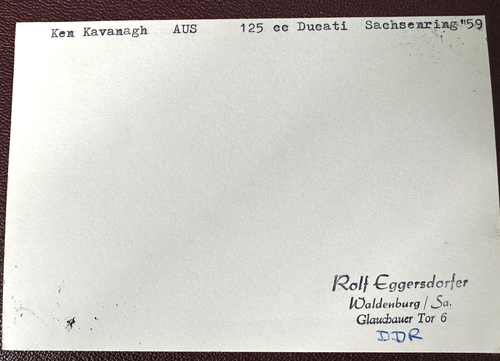 Ken Kavanagh AUS 125 cc Ducati Sachsenring"59
Rolf Eggersdorfer
Waldenburg / Sa.
Glauchauer Tor 6
DDR